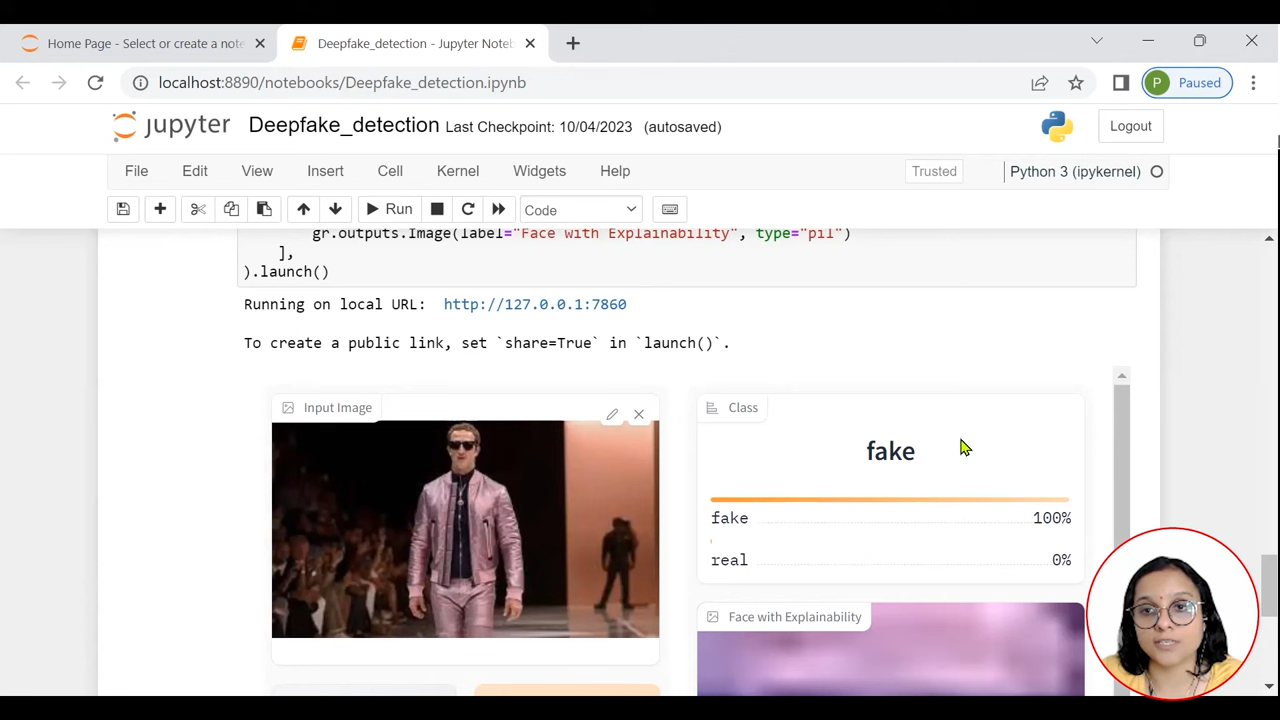 Home Page - Select or create a note
Deepfake_detection - Jupyter Noteb
localhost:8890/notebooks/Deepfake_detection.ipynb
P Paused
jupyter Deepfake_detection Last Checkpoint: 10/04/2023 (autosaved)
Logout
File Edit View Insert Cell Kernel Widgets Help
Trusted
Python 3 (ipykernel)
Run
Code
gr.outputs.Image(label="Face with Explainability", type="pil")
],
).launch()
Running on local URL: http://127.0.0.1:7860
To create a public link, set `share=True` in `launch()`.
Input Image
Class
fake
fake 100%
real 0%
Face with Explainability